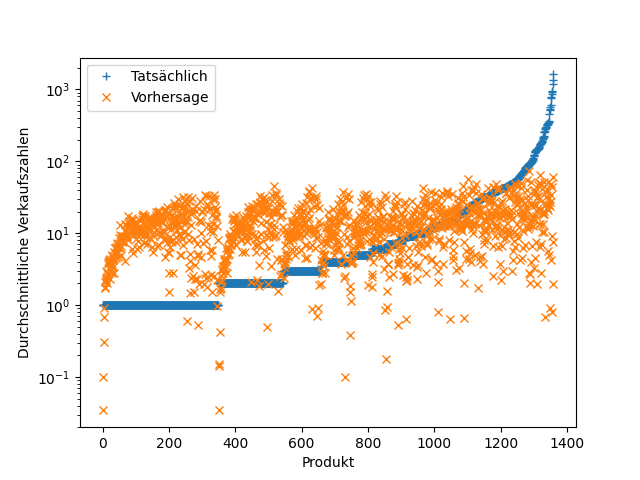 Tatsächlich
Vorhersage
Durchschnittliche Verkaufszahlen
10³
10²
10¹
10⁰
10⁻¹
0 200 400 600 800 1000 1200 1400
Produkt